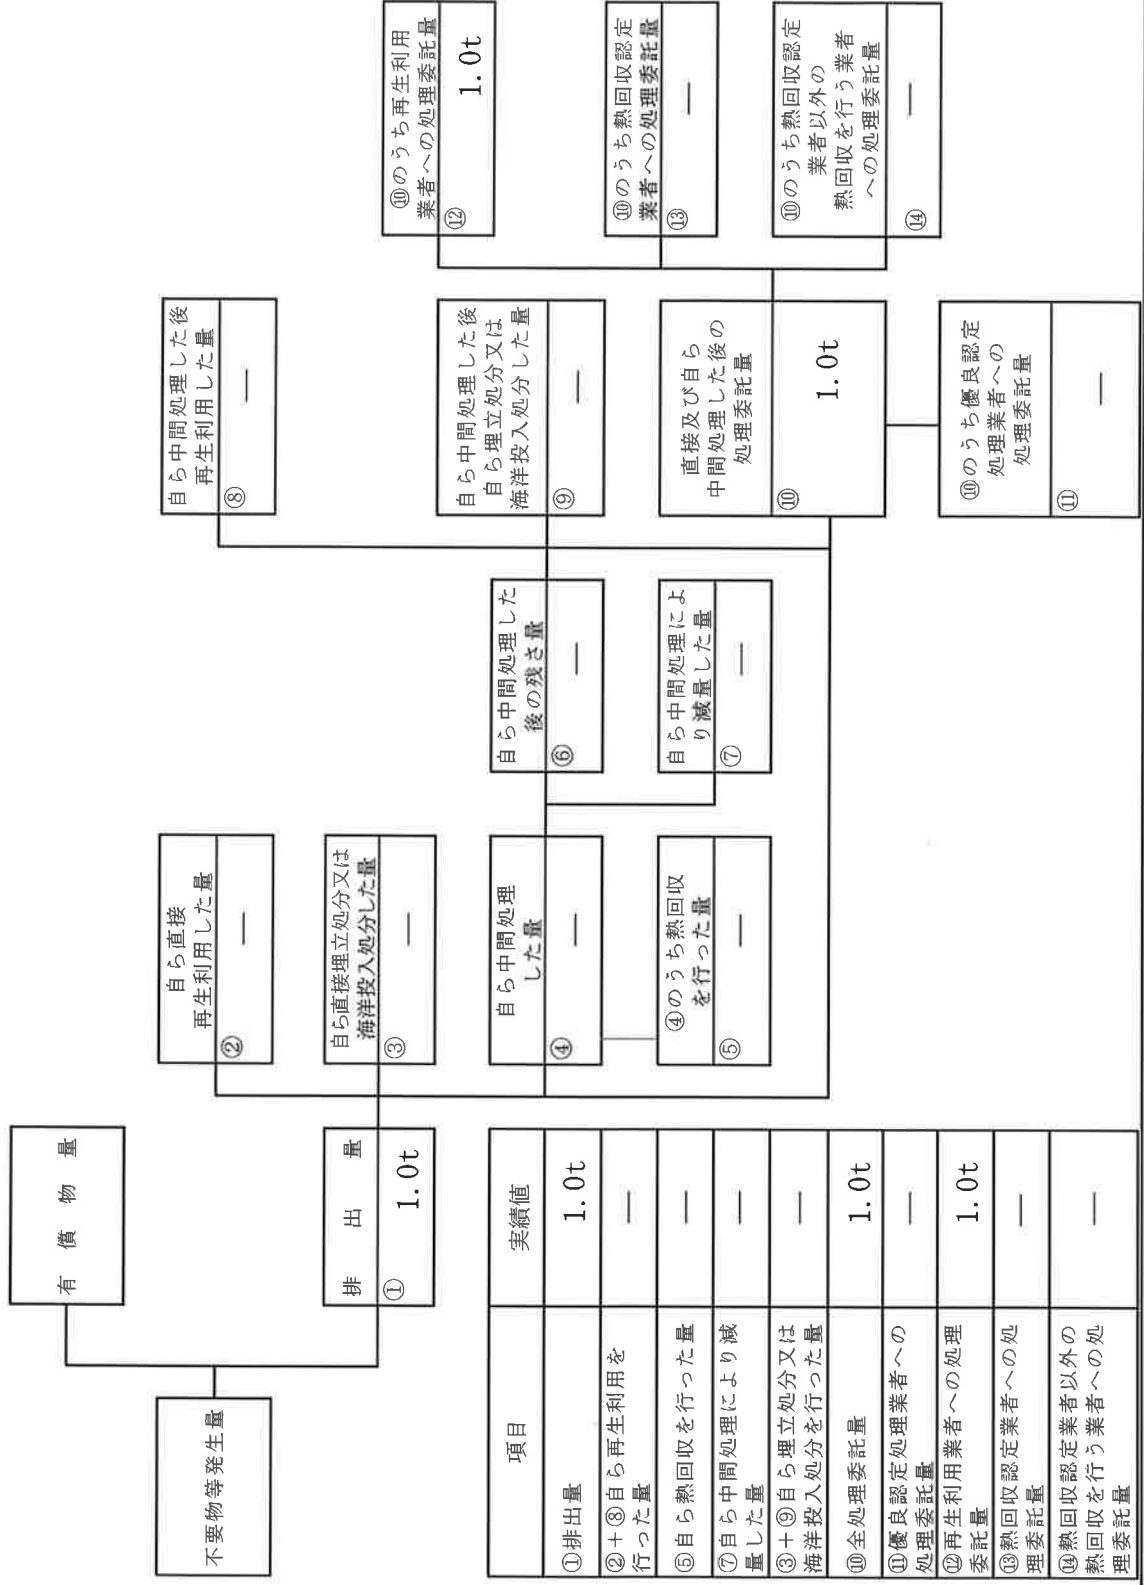 不要物等発生量
有償物量
排出量
①
1.0t
自ら直接
再生利用した量
②
—
自ら直接埋立処分又は
海洋投入処分した量
③
—
自ら中間処理
した量
④
—
④のうち熱回収
を行った量
⑤
—
自ら中間処理した
後の残さ量
⑥
—
自ら中間処理によ
り減量した量
⑦
—
自ら中間処理した後
再生利用した量
⑧
—
自ら中間処理した後
自ら埋立処分又は
海洋投入処分した量
⑨
—
直接及び自ら
中間処理した後の
処理委託量
⑩
1.0t
⑩のうち優良認定
処理業者への
処理委託量
⑪
—
⑩のうち再生利用
業者への処理委託量
⑫
1.0t
⑩のうち熱回収認定
業者への処理委託量
⑬
—
⑩のうち熱回収認定
業者以外の
熱回収を行う業者
への処理委託量
⑭
—
項目
実績値
①排出量
1.0t
②+⑧自ら再生利用を
行った量
—
⑤自ら熱回収を行った量
—
⑦自ら中間処理により減
量した量
—
③+⑨自ら埋立処分又は
海洋投入処分を行った量
—
⑩全処理委託量
1.0t
⑪優良認定処理業者への
処理委託量
—
⑫再生利用業者への処理
委託量
1.0t
⑬熱回収認定業者への処
理委託量
—
⑭熱回収認定業者以外の
熱回収を行う業者への処
理委託量
—